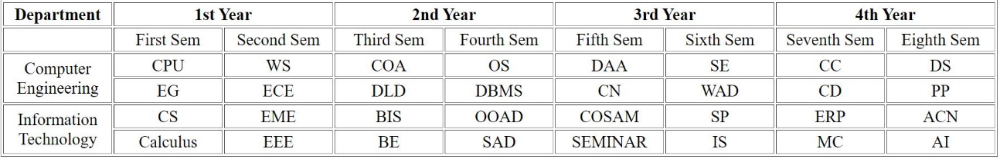 Department 1st Year 2nd Year 3rd Year 4th Year
First Sem Second Sem Third Sem Fourth Sem Fifth Sem Sixth Sem Seventh Sem Eighth Sem
Computer Engineering CPU WS COA OS DAA SE CC DS
EG ECE DLD DBMS CN WAD CD PP
Information Technology CS EME BIS OOAD COSAM SP ERP ACN
Calculus EEE BE SAD SEMINAR IS MC AI